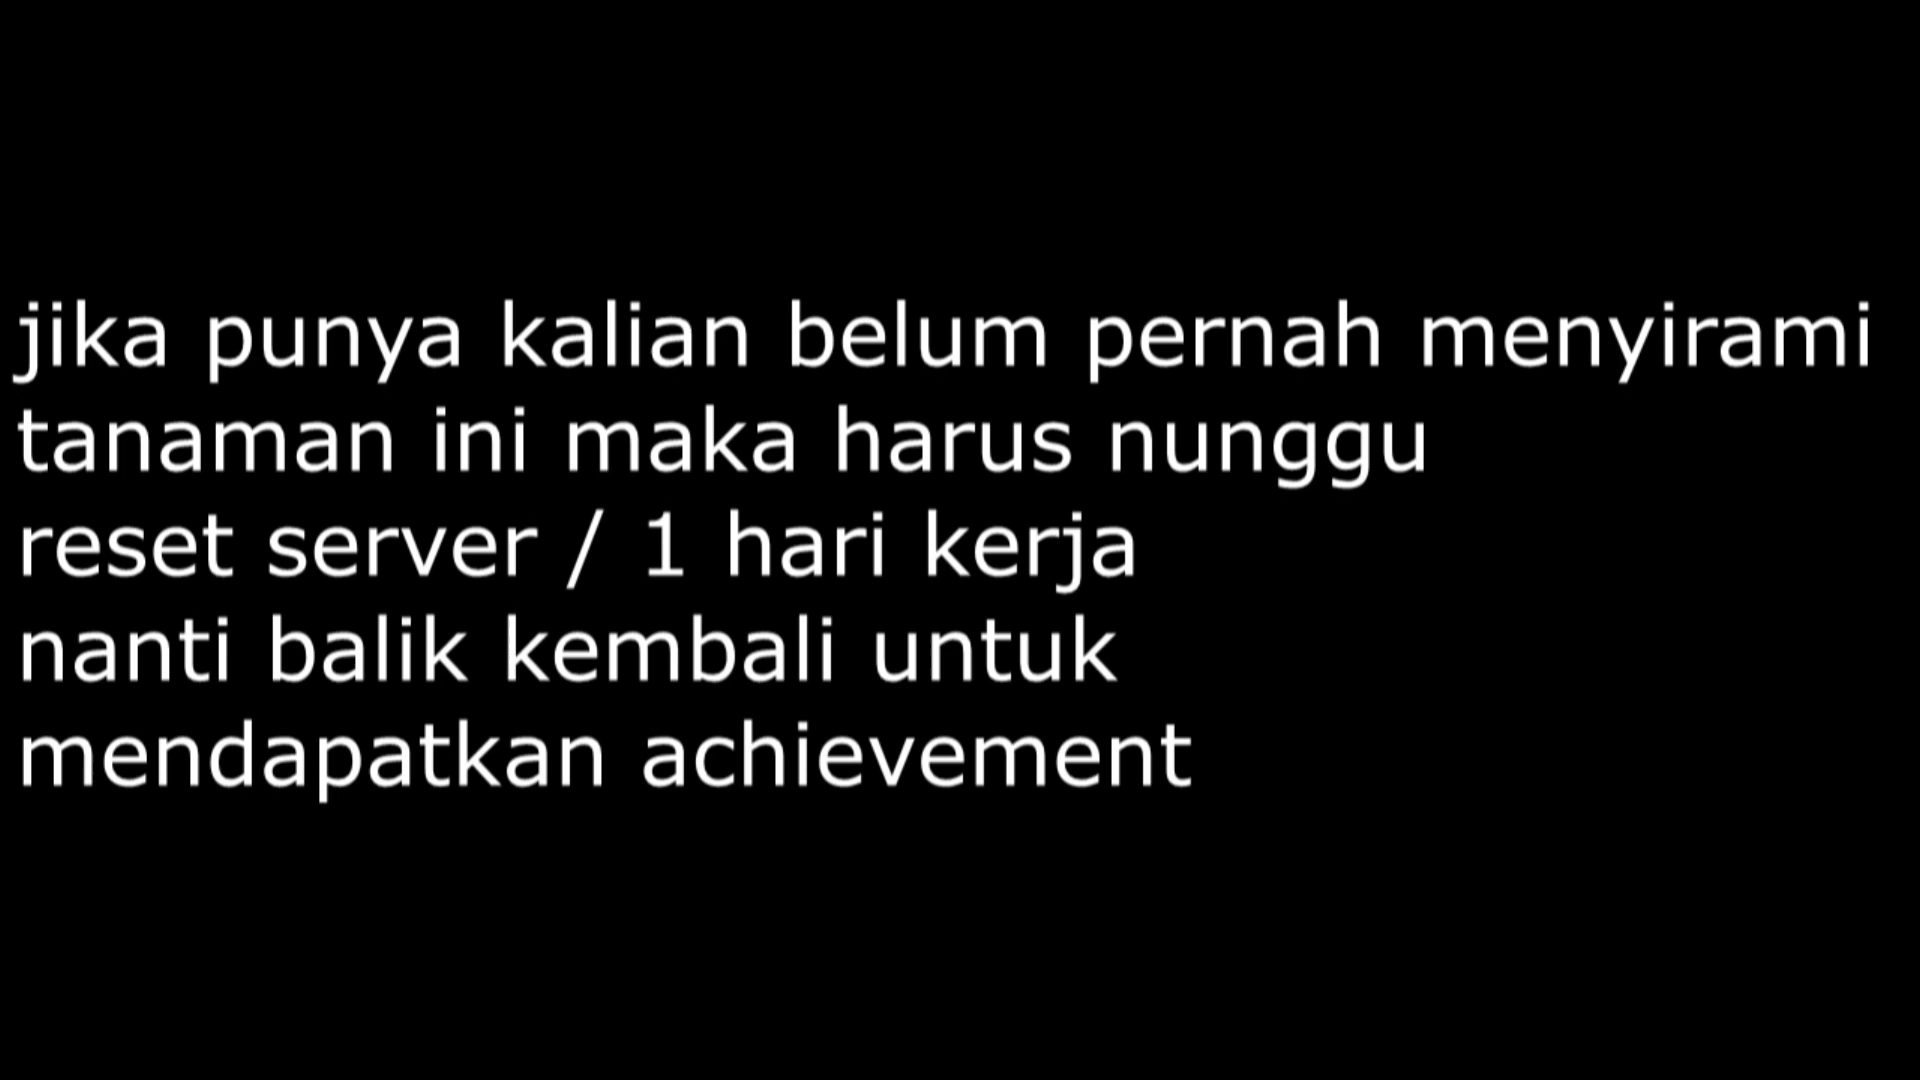 jika punya kalian belum pernah menyirami
tanaman ini maka harus nunggu
reset server / 1 hari kerja
nanti balik kembali untuk
mendapatkan achievement